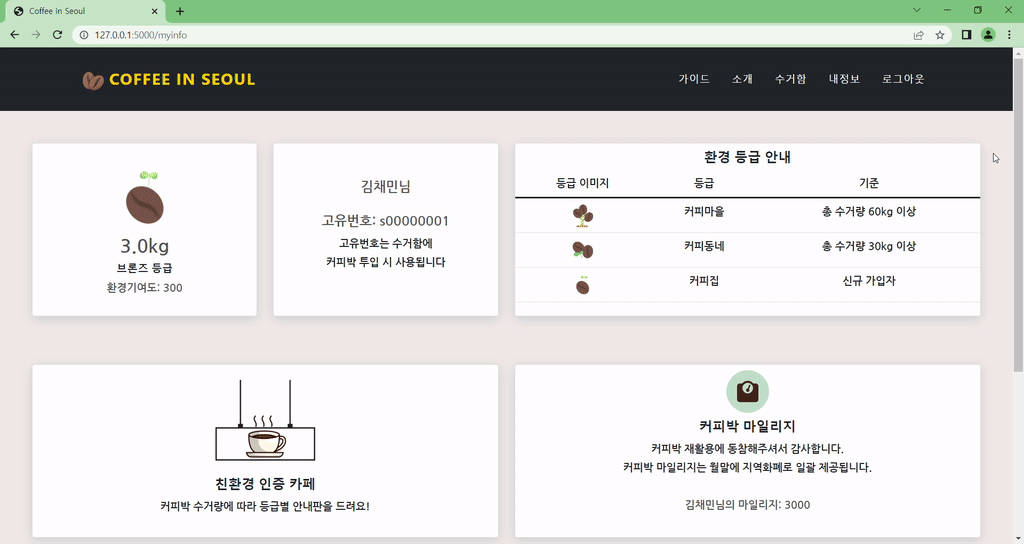 Coffee in Seoul
127.0.0.1:5000/myinfo
COFFEE IN SEOUL
가이드 소개 수거함 내정보 로그아웃
3.0kg
브론즈 등급
환경기여도: 300
김채민님
고유번호: s00000001
고유번호는 수거함에
커피박 투입 시 사용됩니다
환경 등급 안내
등급 이미지 등급 기준
커피마을 총 수거량 60kg 이상
커피동네 총 수거량 30kg 이상
커피집 신규 가입자
친환경 인증 카페
커피박 수거량에 따라 등급별 안내판을 드려요!
커피박 마일리지
커피박 재활용에 동참해주셔서 감사합니다.
커피박 마일리지는 월말에 지역화폐로 일괄 제공됩니다.
김채민님의 마일리지: 3000